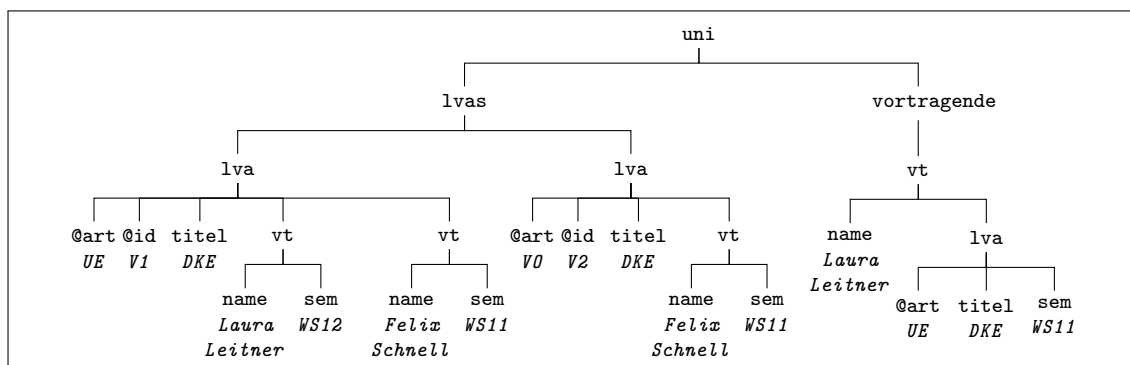 uni
lvas vortragende
lva lva vt
@art @id titel vt vt @art @id titel vt name lva
UE V1 DKE VO V2 DKE Laura
Leitner
name sem name sem name sem @art titel sem
Laura WS12 Felix WS11 Felix WS11 UE DKE WS11
Leitner Schnell Schnell